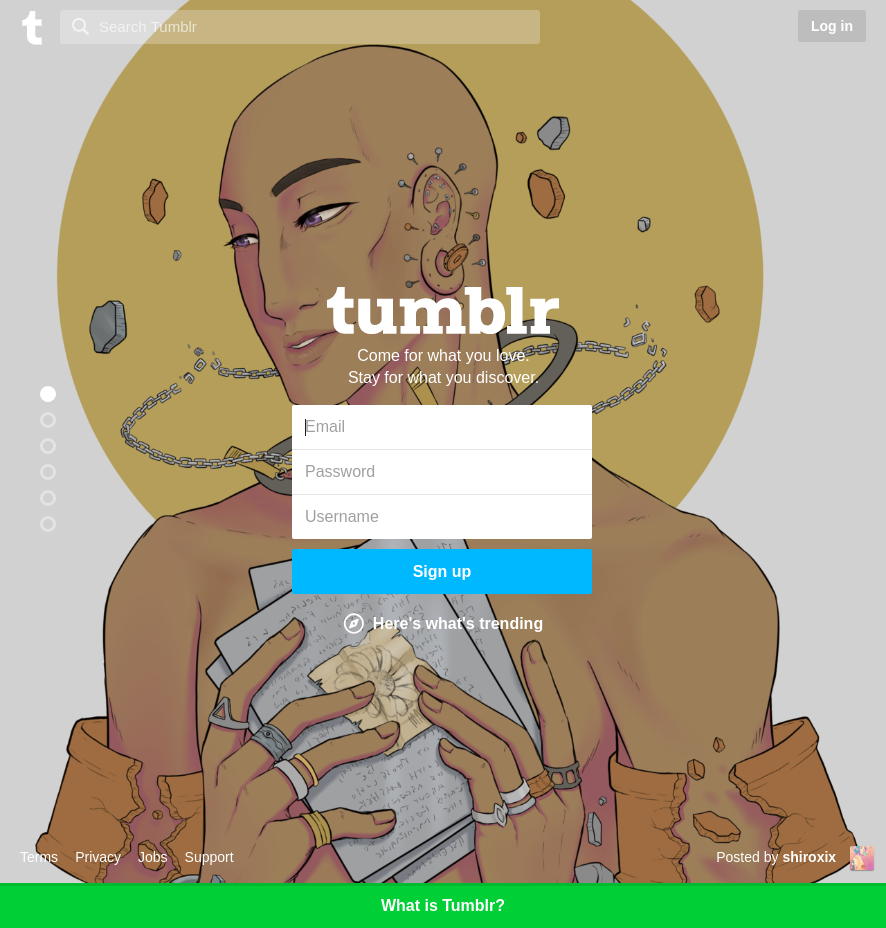 t
Search Tumblr
Log in
tumblr
Come for what you love.
Stay for what you discover.
Email
Password
Username
Sign up
Here's what's trending
Terms Privacy Jobs Support
Posted by shiroxix
What is Tumblr?